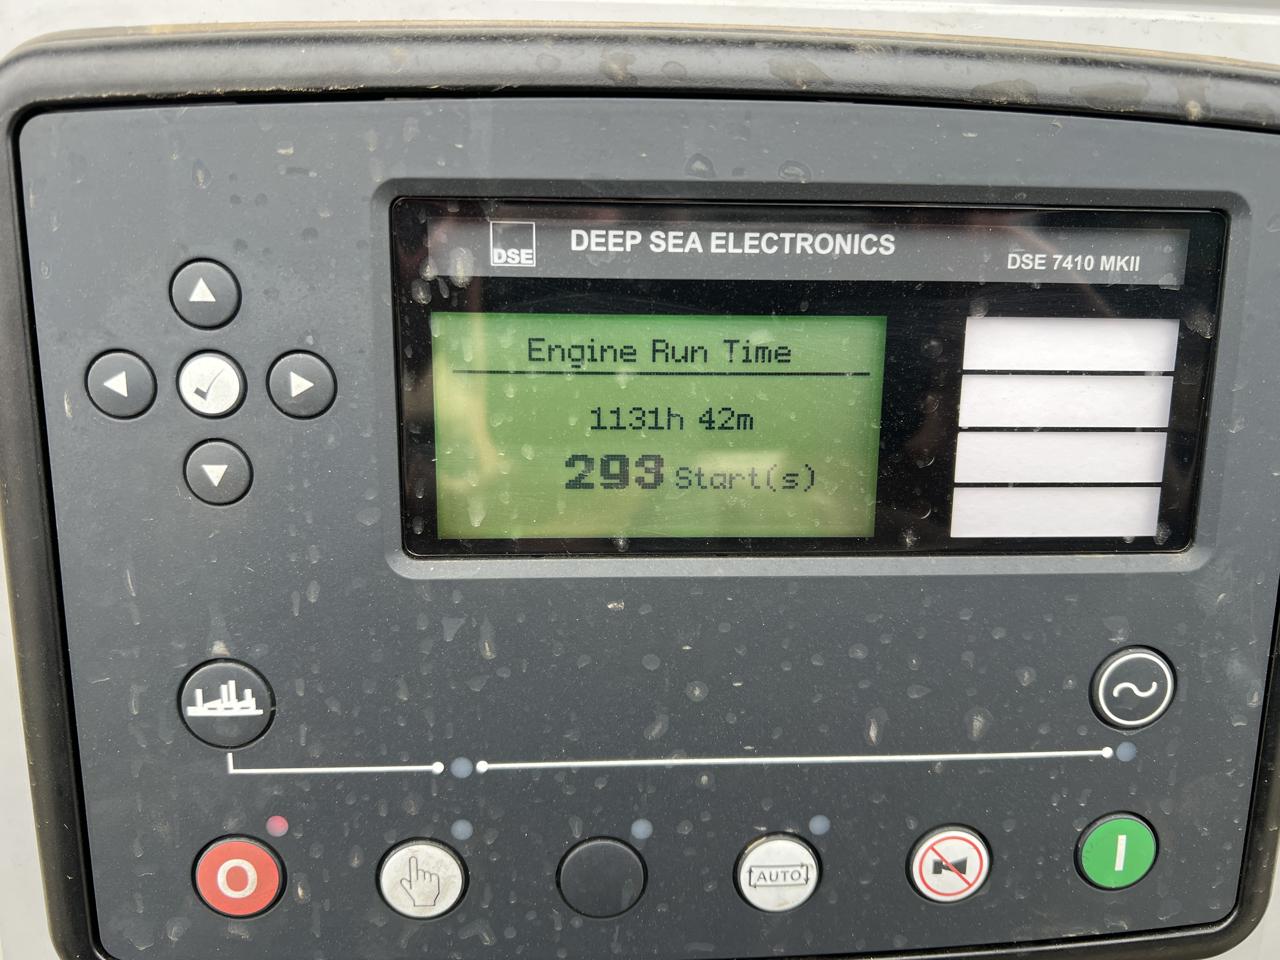 DSE
DEEP SEA ELECTRONICS
DSE 7410 MKII
Engine Run Time
1131h 42m
293 Start(s)
O
AUTO
I